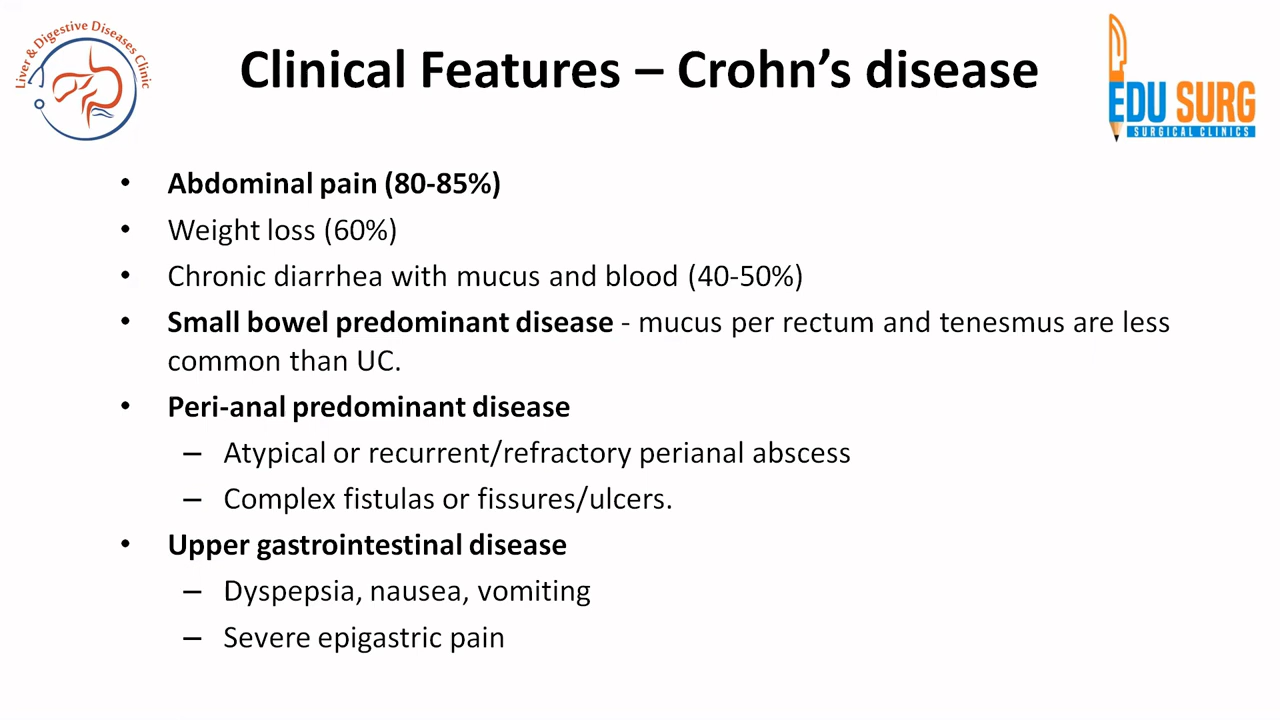 Liver & Digestive Diseases Clinic
Clinical Features – Crohn's disease
EDU SURG
SURGICAL CLINICS
• Abdominal pain (80-85%)
• Weight loss (60%)
• Chronic diarrhea with mucus and blood (40-50%)
• Small bowel predominant disease - mucus per rectum and tenesmus are less
common than UC.
• Peri-anal predominant disease
– Atypical or recurrent/refractory perianal abscess
– Complex fistulas or fissures/ulcers.
• Upper gastrointestinal disease
– Dyspepsia, nausea, vomiting
– Severe epigastric pain